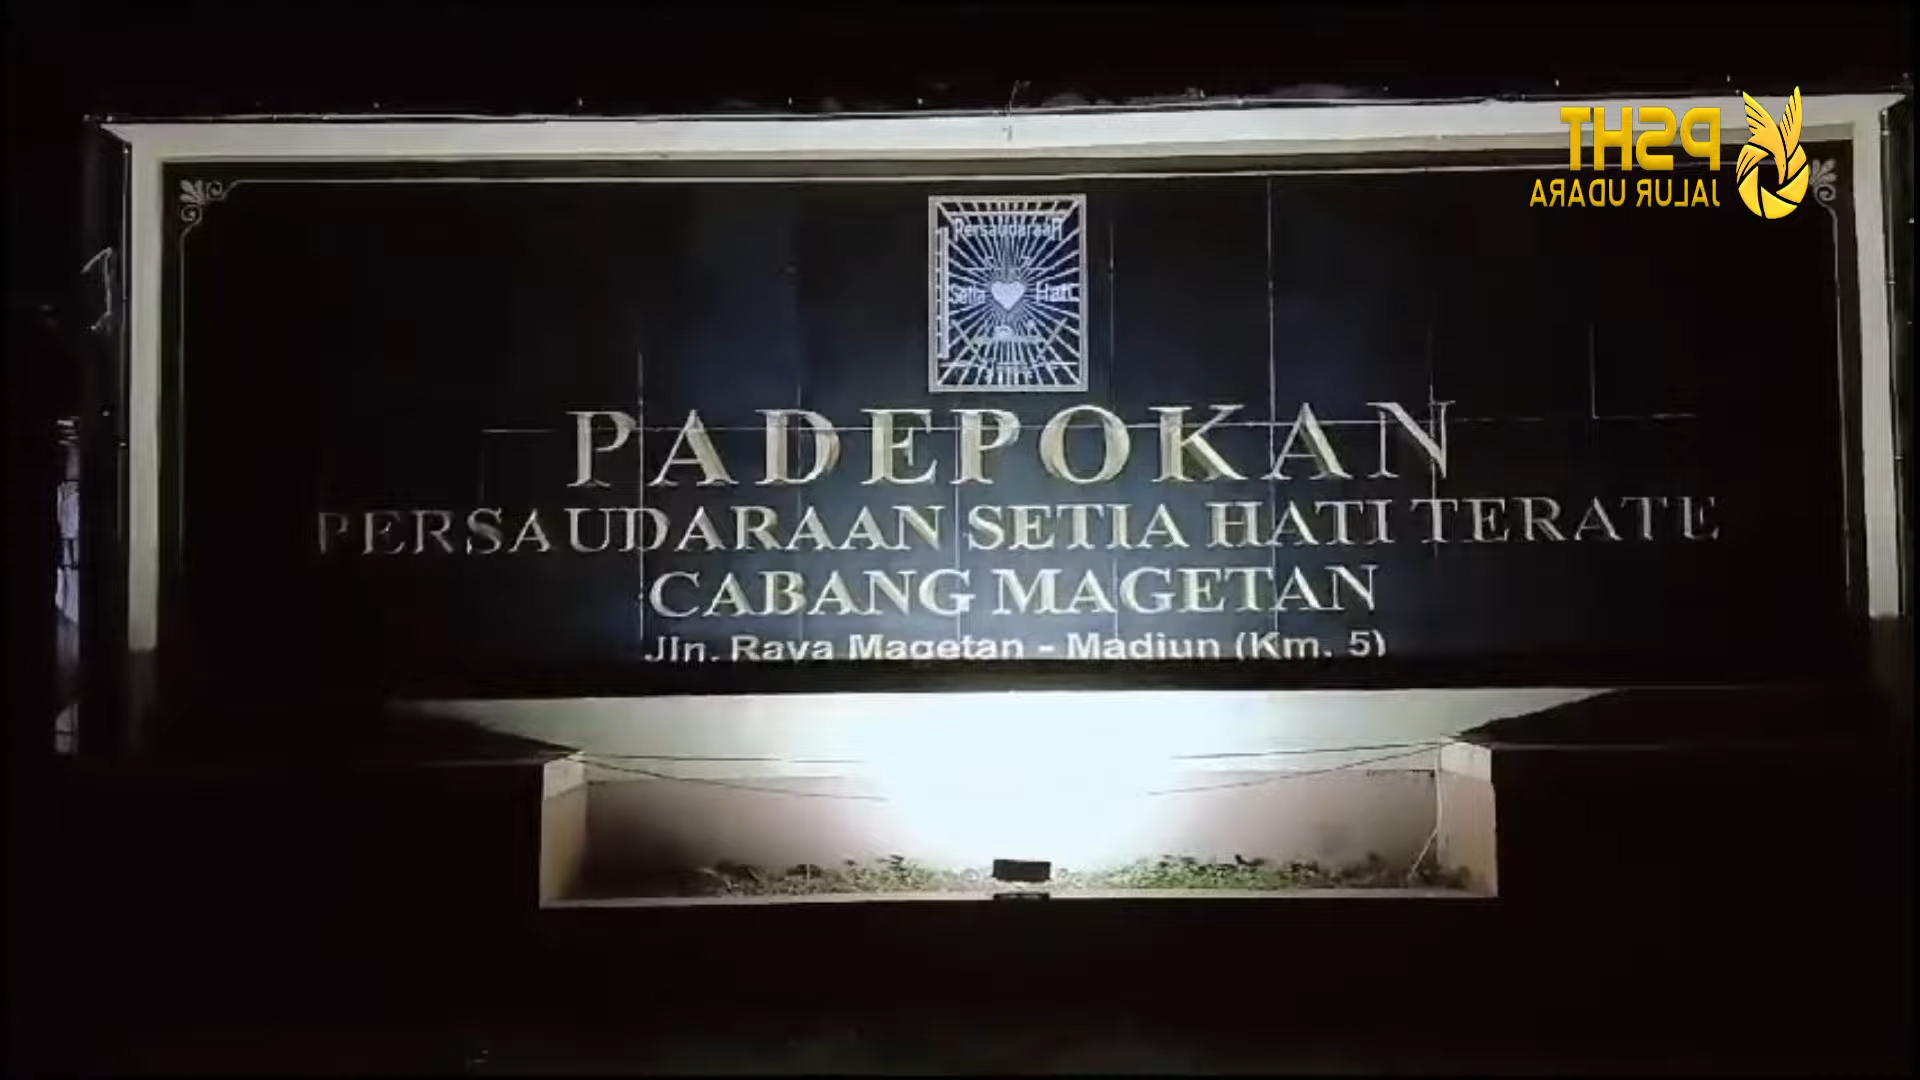 PSHT
JALUR UDARA
Persaudaraan
Setia Hati
PADEPOKAN
PERSAUDARAAN SETIA HATI TERATE
CABANG MAGETAN
Jln. Raya Magetan - Madiun (Km. 5)